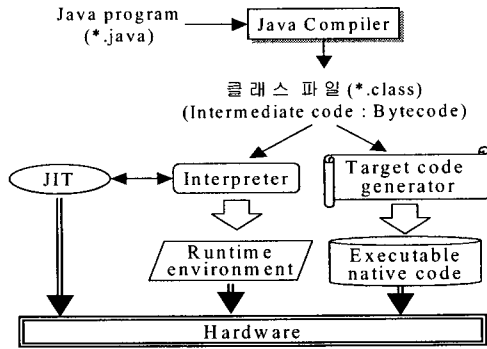 Java program
(*.java)
Java Compiler
클래스 파일 (*.class)
(Intermediate code : Bytecode)
JIT
Interpreter
Target code
generator
Runtime
environment
Executable
native code
Hardware